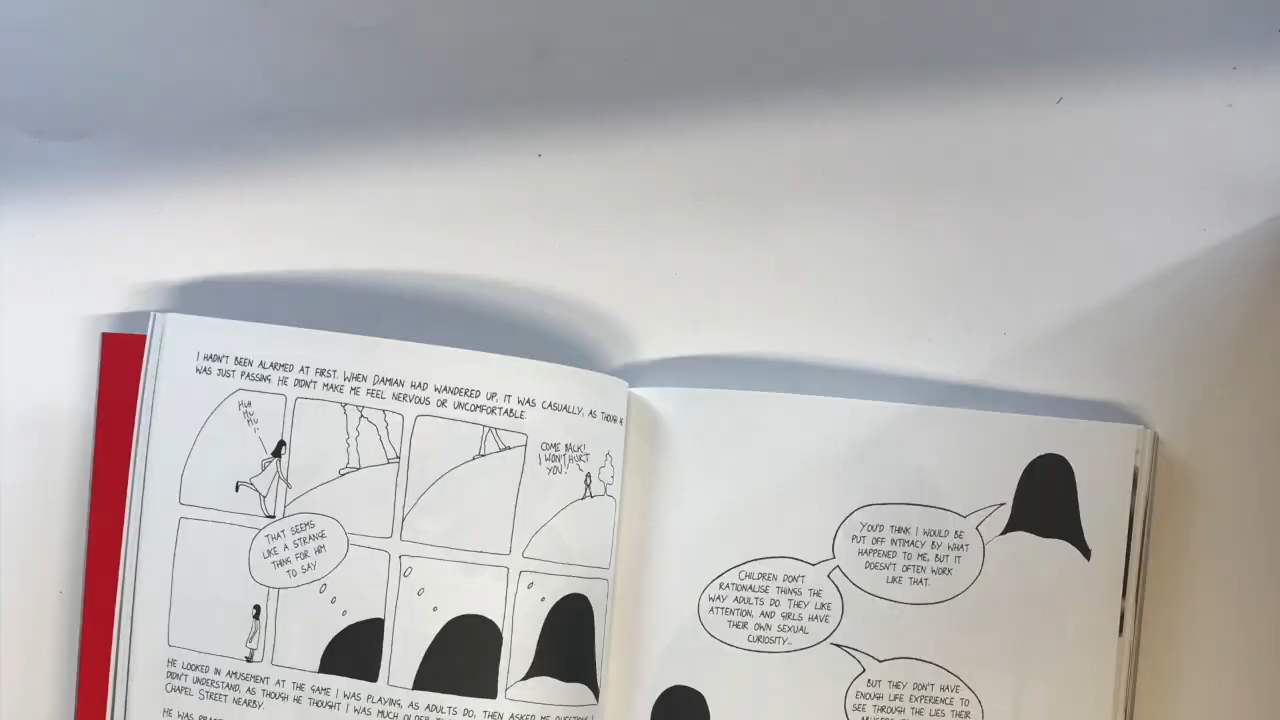 I HADN'T BEEN ALARMED AT FIRST. WHEN DAMIAN HAD WANDERED UP, IT WAS CASUALLY, AS THOUGH HE
WAS JUST PASSING. HE DIDN'T MAKE ME FEEL NERVOUS OR UNCOMFORTABLE.
HUH
HU
HU
COME BACK!
I WON'T HURT
YOU!
THAT SEEMS
LIKE A STRANGE
THING FOR HIM
TO SAY
HE LOOKED IN AMUSEMENT AT THE GAME I WAS PLAYING, AS ADULTS DO, THEN ASKED ME QUESTIONS I
DIDN'T UNDERSTAND, AS THOUGH HE THOUGHT I WAS MUCH OLDER
CHAPEL STREET NEARBY.
HE WAS
YOU'D THINK I WOULD BE
PUT OFF INTIMACY BY WHAT
HAPPENED TO ME, BUT IT
DOESN'T OFTEN WORK
LIKE THAT.
CHILDREN DON'T
RATIONALISE THINGS THE
WAY ADULTS DO. THEY LIKE
ATTENTION, AND GIRLS HAVE
THEIR OWN SEXUAL
CURIOSITY...
BUT THEY DON'T HAVE
ENOUGH LIFE EXPERIENCE TO
SEE THROUGH THE LIES THEIR